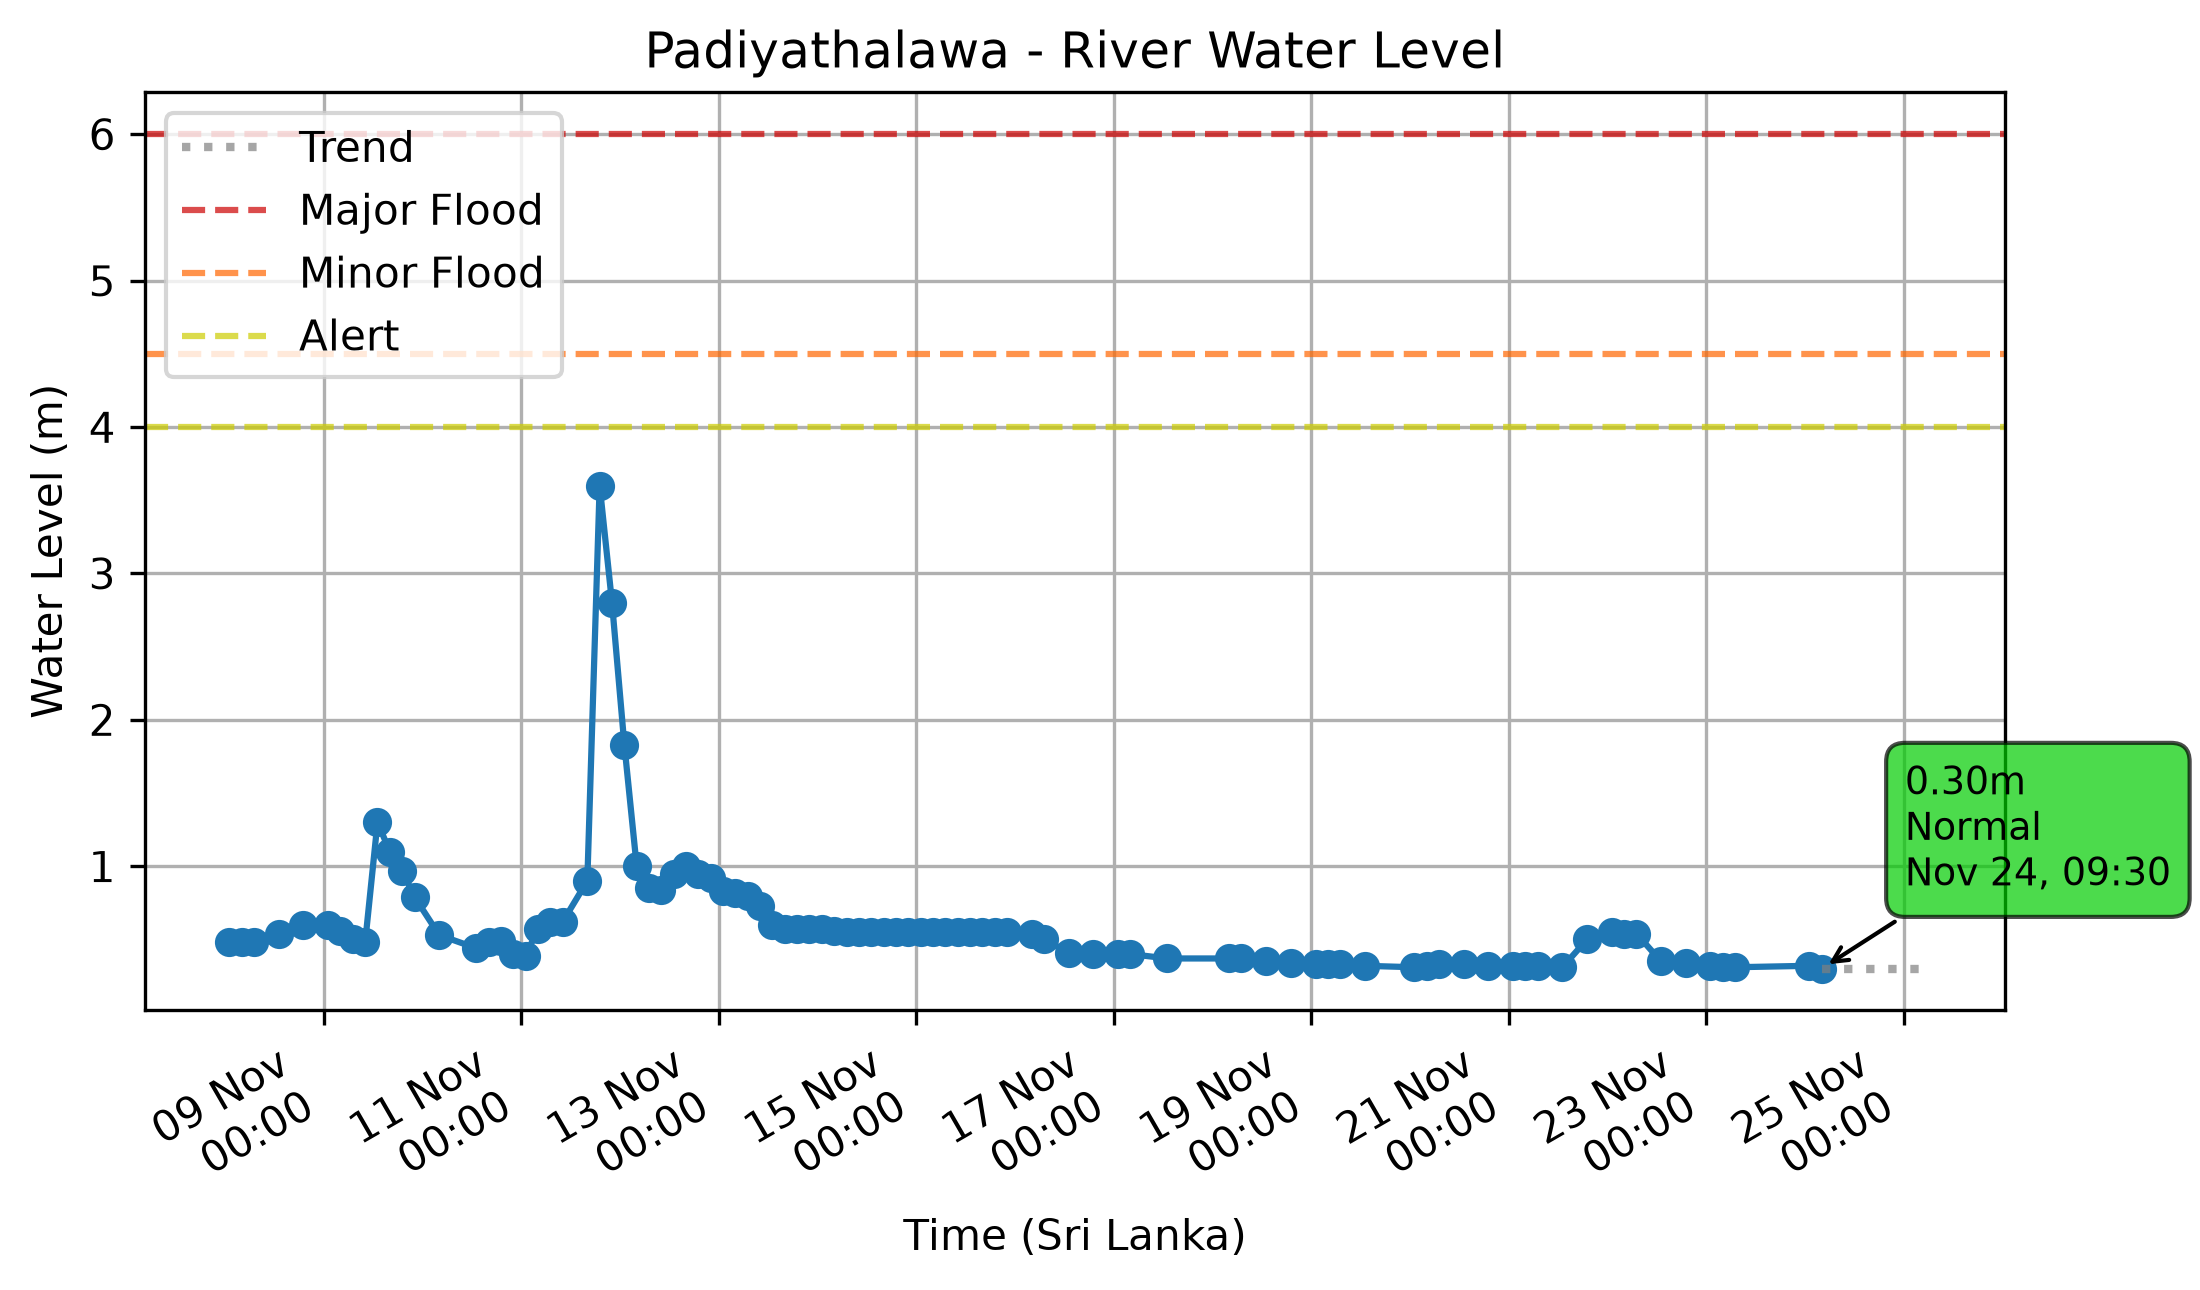 Padiyathalawa - River Water Level
Trend
Major Flood
Minor Flood
Alert
Water Level (m)
6
5
4
3
2
1
0.30m
Normal
Nov 24, 09:30
09 Nov
00:00
11 Nov
00:00
13 Nov
00:00
15 Nov
00:00
17 Nov
00:00
19 Nov
00:00
21 Nov
00:00
23 Nov
00:00
25 Nov
00:00
Time (Sri Lanka)